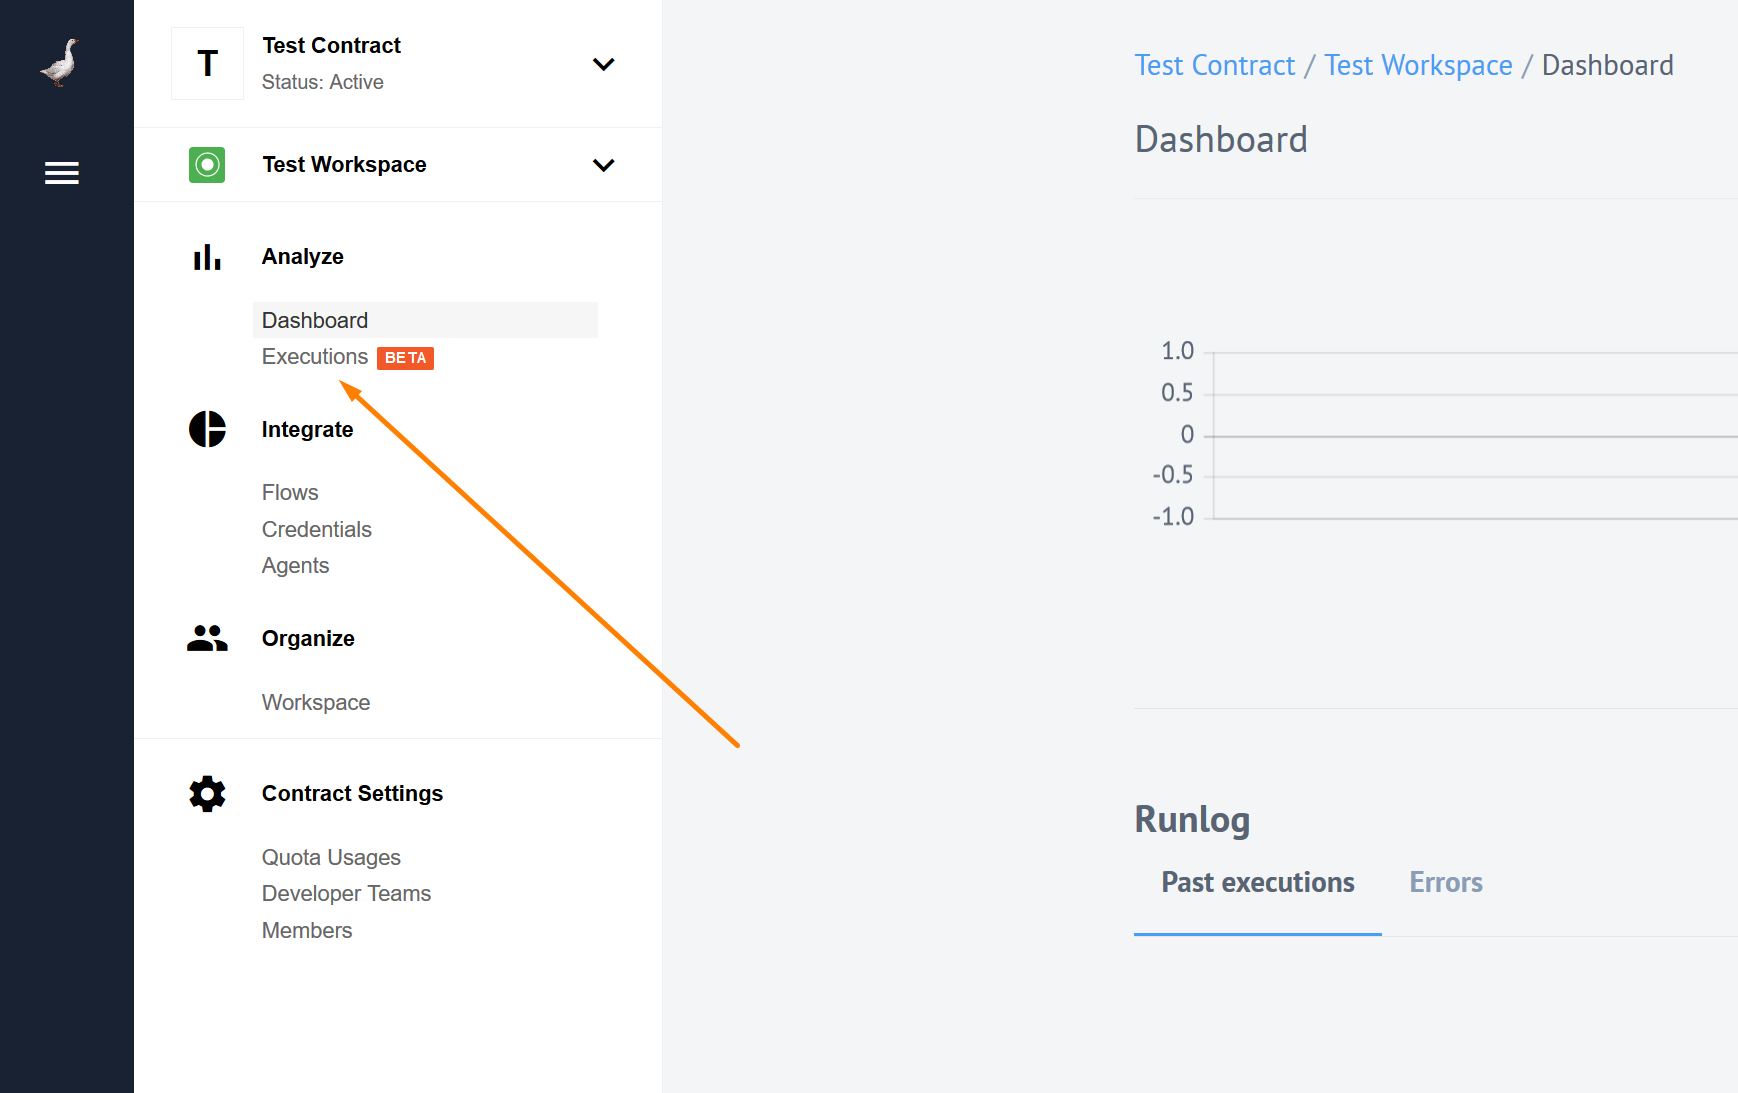 T
Test Contract
Status: Active
Test Workspace
Analyze
Dashboard
Executions BETA
Integrate
Flows
Credentials
Agents
Organize
Workspace
Contract Settings
Quota Usages
Developer Teams
Members
Test Contract / Test Workspace / Dashboard
Dashboard
1.0
0.5
0
-0.5
-1.0
Runlog
Past executions Errors